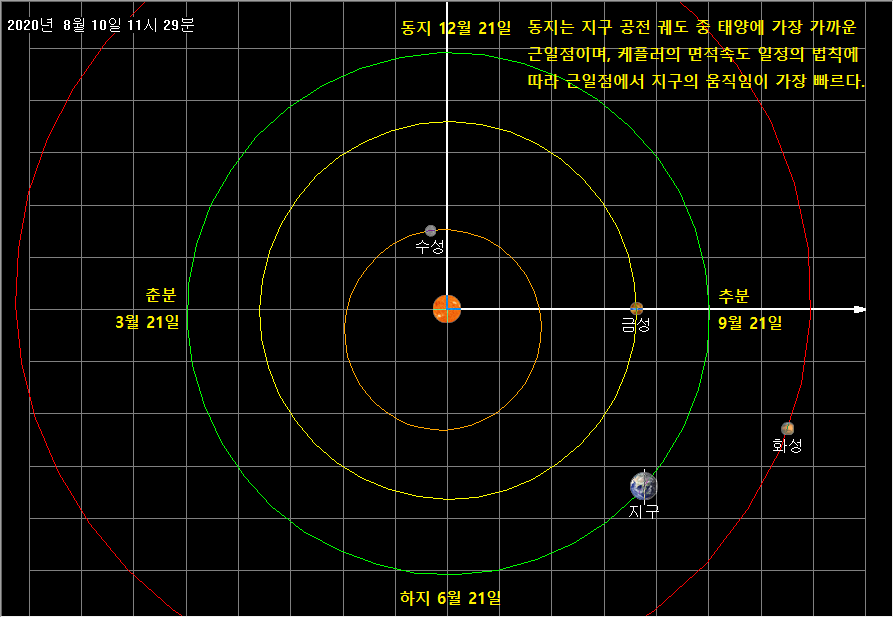 2020년 8월 10일 11시 29분
동지 12월 21일
동지는 지구 공전 궤도 중 태양에 가장 가까운
근일점이며, 케플러의 면적속도 일정의 법칙에
따라 근일점에서 지구의 움직임이 가장 빠르다.
수성
춘분
3월 21일
추분
9월 21일
금성
화성
지구
하지 6월 21일